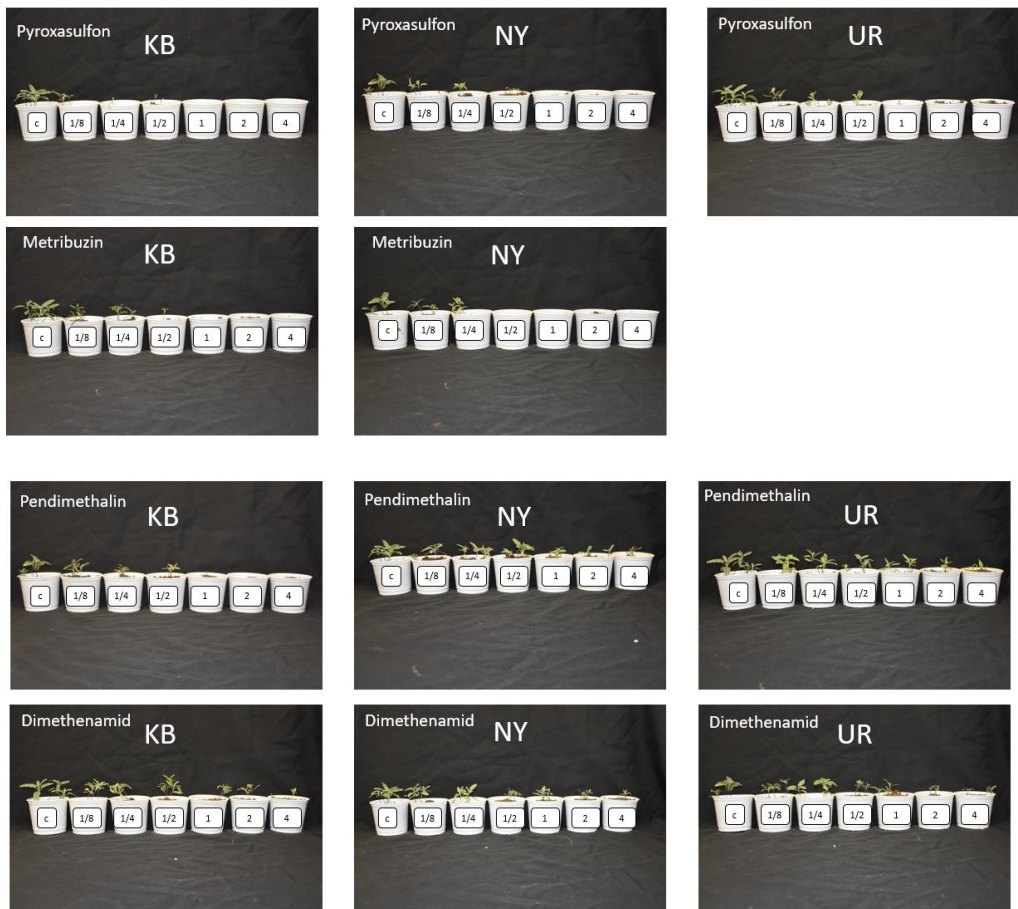 Pyroxasulfon
KB
c 1/8 1/4 1/2 1 2 4
Pyroxasulfon
NY
c 1/8 1/4 1/2 1 2 4
Pyroxasulfon
UR
c 1/8 1/4 1/2 1 2 4
Metribuzin
KB
c 1/8 1/4 1/2 1 2 4
Metribuzin
NY
c 1/8 1/4 1/2 1 2 4
Pendimethalin
KB
c 1/8 1/4 1/2 1 2 4
Pendimethalin
NY
c 1/8 1/4 1/2 1 2 4
Pendimethalin
UR
c 1/8 1/4 1/2 1 2 4
Dimethenamid
KB
c 1/8 1/4 1/2 1 2 4
Dimethenamid
NY
c 1/8 1/4 1/2 1 2 4
Dimethenamid
UR
c 1/8 1/4 1/2 1 2 4